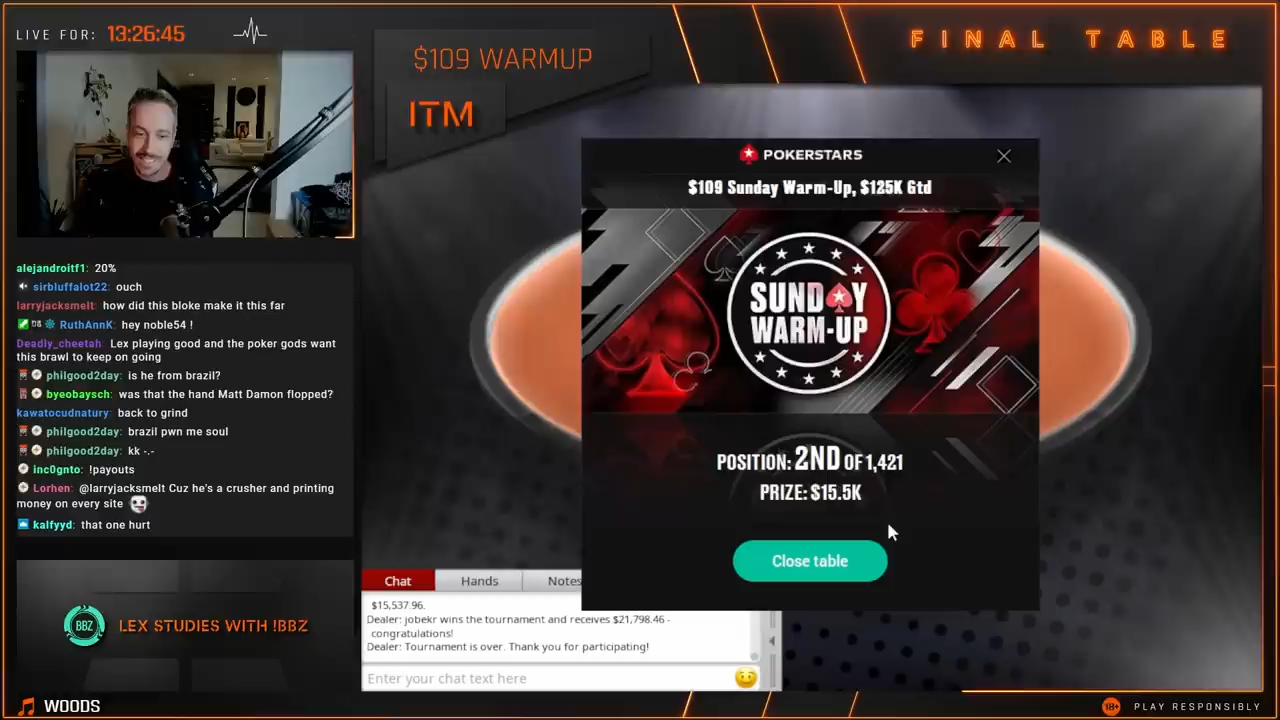 LIVE FOR: 13:26:45
$109 WARMUP
ITM
FINAL TABLE
alejandroitf1: 20%
sirbluffalot22: ouch
larryjacksmelt: how did this bloke make it this far
RuthAnnK: hey noble54 !
Deadly_cheetah: Lex playing good and the poker gods want
this brawl to keep on going
philgood2day: is he from brazil?
byeobaysch: was that the hand Matt Damon flopped?
kawatocudnatury: back to grind
philgood2day: brazil pwn me soul
philgood2day: kk -.-
inc0gnto: !payouts
Lorhen: @larryjacksmelt Cuz he's a crusher and printing
money on every site
kalfyyd: that one hurt
BBZ
LEX STUDIES WITH !BBZ
WOODS
POKERSTARS
$109 Sunday Warm-Up, $125K Gtd
SUNDAY
WARM-UP
POSITION: 2ND OF 1,421
PRIZE: $15.5K
Close table
Chat Hands Notes
$15,537.96.
Dealer: jobekr wins the tournament and receives $21,798.46 -
congratulations!
Dealer: Tournament is over. Thank you for participating!
Enter your chat text here
18+ PLAY RESPONSIBLY